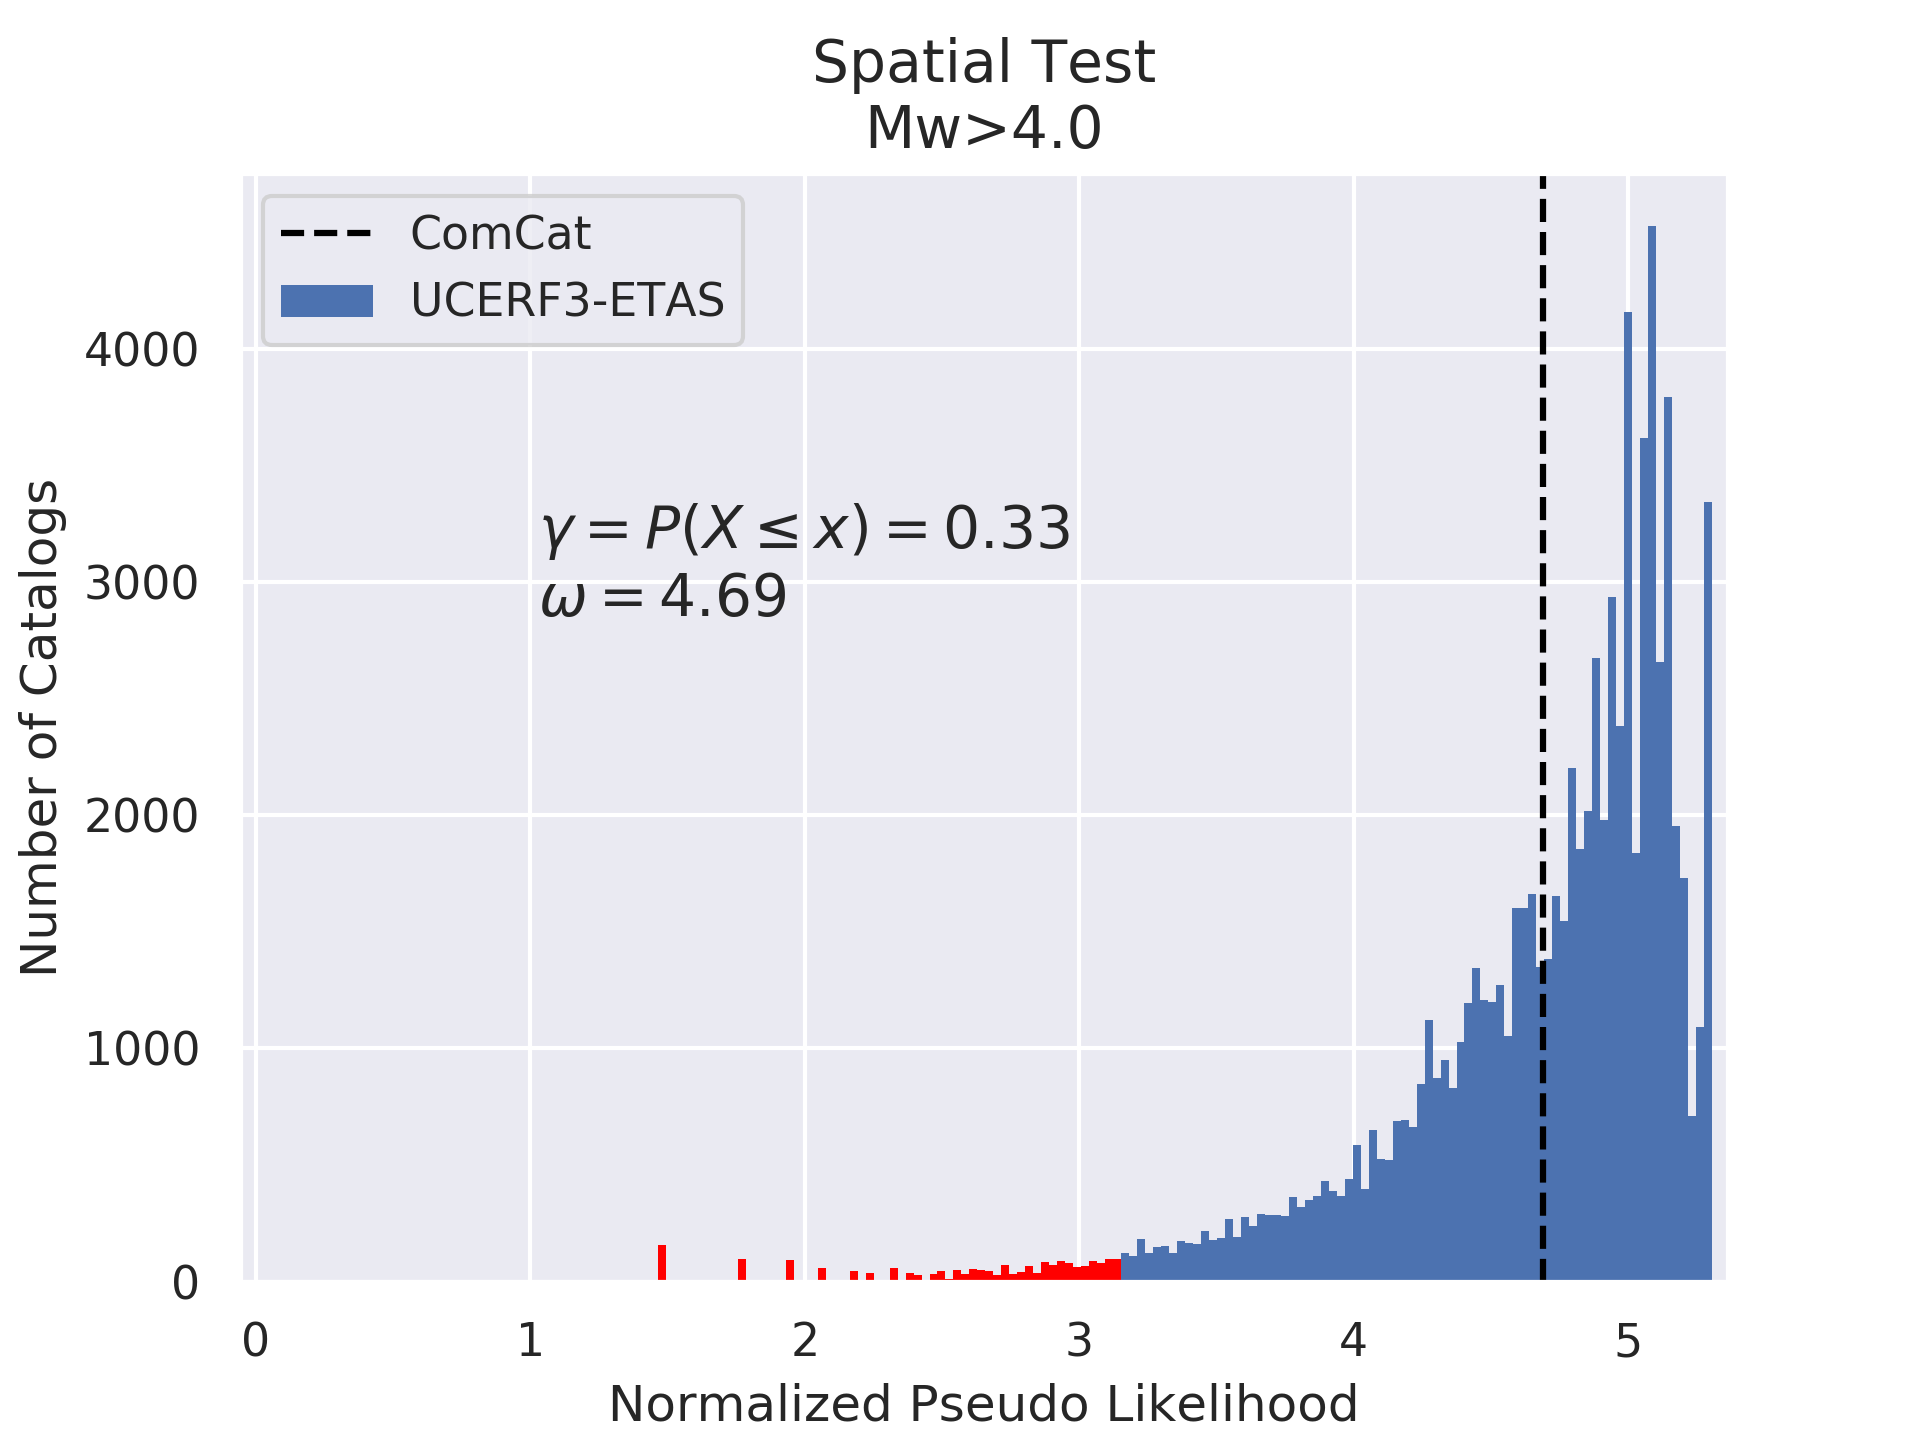 Spatial Test
Mw>4.0
ComCat
UCERF3-ETAS
γ = P(X ≤ x) = 0.33
ω = 4.69
Number of Catalogs
4000
3000
2000
1000
0
0 1 2 3 4 5
Normalized Pseudo Likelihood